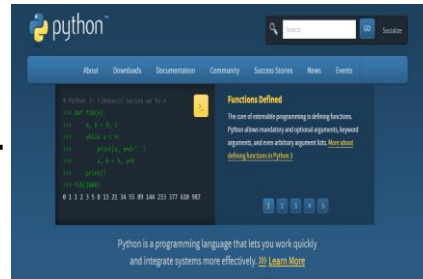 python™
Search
GO
Socialize
About Downloads Documentation Community Success Stories News Events
# Python 3: Fibonacci series up to n
>>> def fib(n):
>>> a, b = 0, 1
>>> while a < n:
>>> print(a, end=' ')
>>> a, b = b, a+b
>>> print()
>>> fib(1000)
0 1 1 2 3 5 8 13 21 34 55 89 144 233 377 610 987
>_
Functions Defined
The core of extensible programming is defining functions.
Python allows mandatory and optional arguments, keyword
arguments, and even arbitrary argument lists. More about
defining functions in Python 3
1 2 3 4 5
Python is a programming language that lets you work quickly
and integrate systems more effectively. >>> Learn More